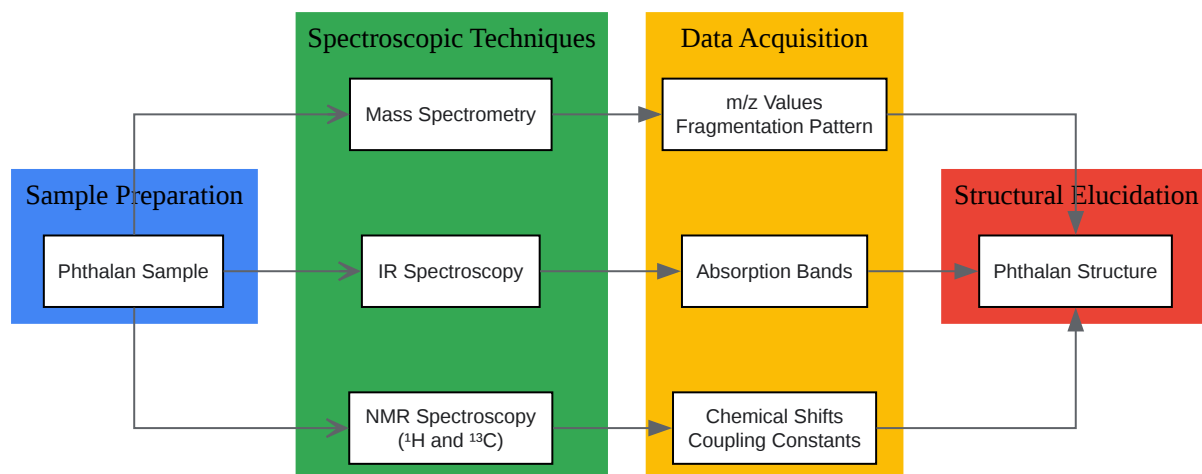 Spectroscopic Techniques
Data Acquisition
Mass Spectrometry
m/z Values
Fragmentation Pattern
Sample Preparation
Structural Elucidation
Phthalan Sample
IR Spectroscopy
Absorption Bands
Phthalan Structure
NMR Spectroscopy
(¹H and ¹³C)
Chemical Shifts
Coupling Constants